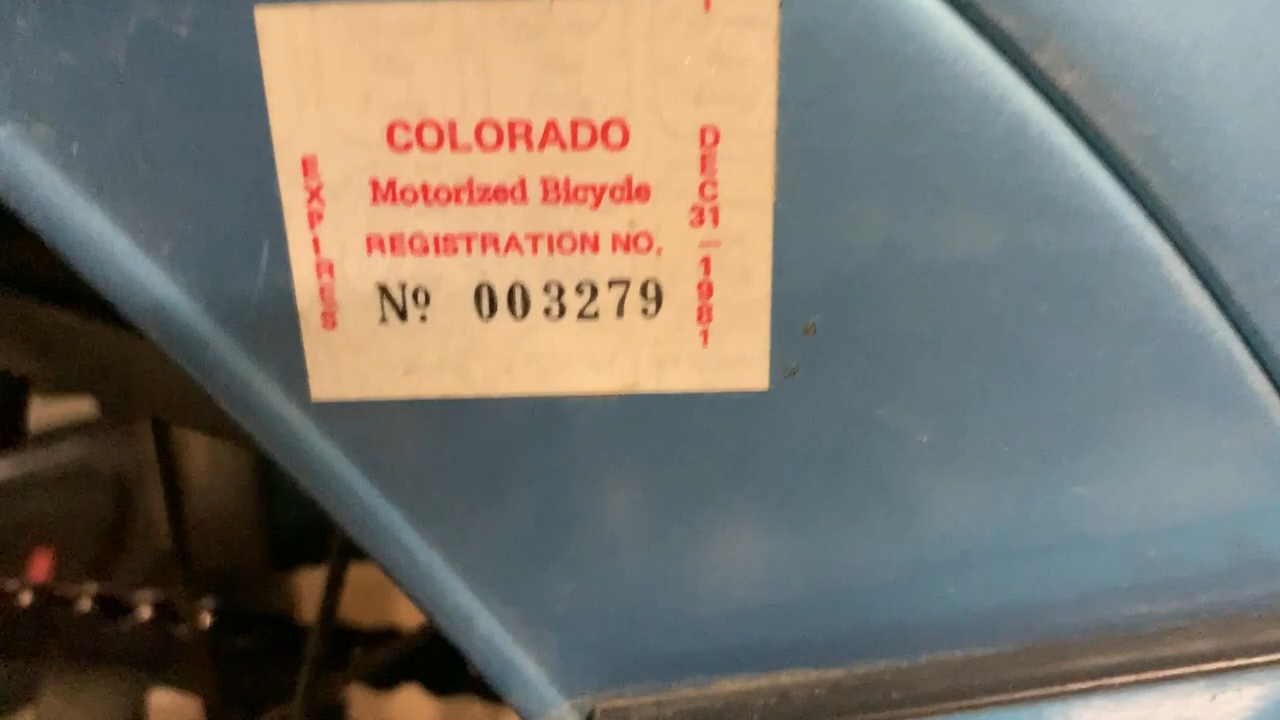 COLORADO
Motorized Bicycle
REGISTRATION NO.
Nº 003279
EXPIRES
DEC 31 — 1981